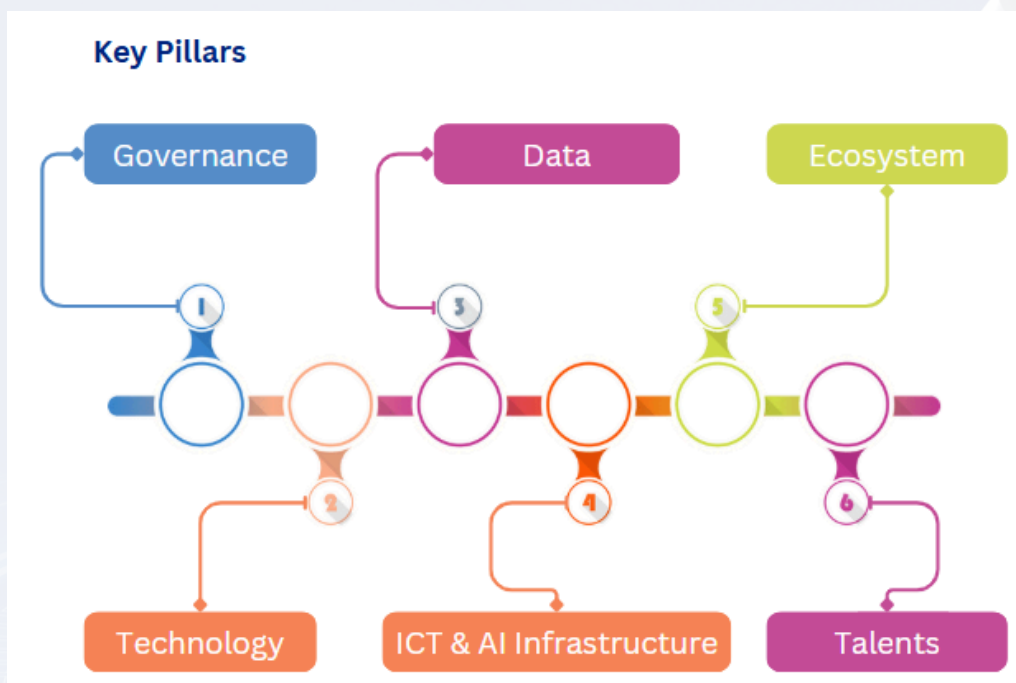 Key Pillars
Governance
Data
Ecosystem
1
3
5
2
4
6
Technology
ICT & AI Infrastructure
Talents